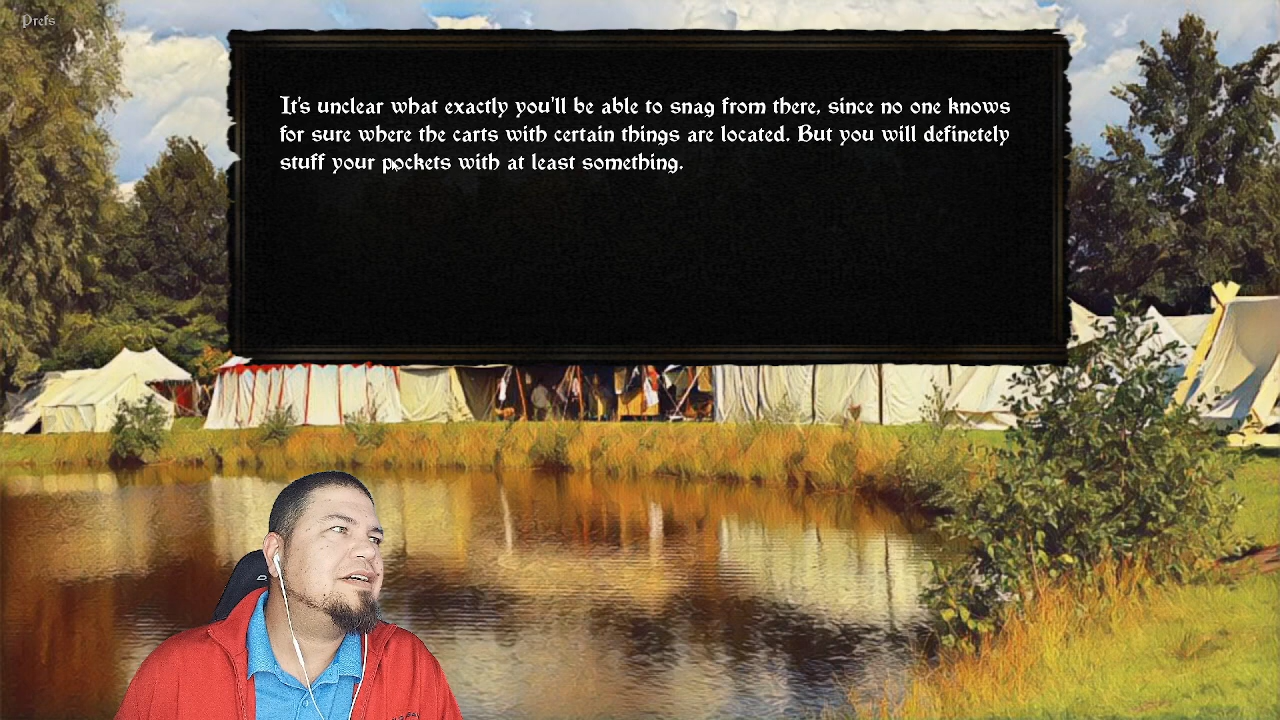 Prefs
It's unclear what exactly you'll be able to snag from there, since no one knows
for sure where the carts with certain things are located. But you will definetely
stuff your pockets with at least something.